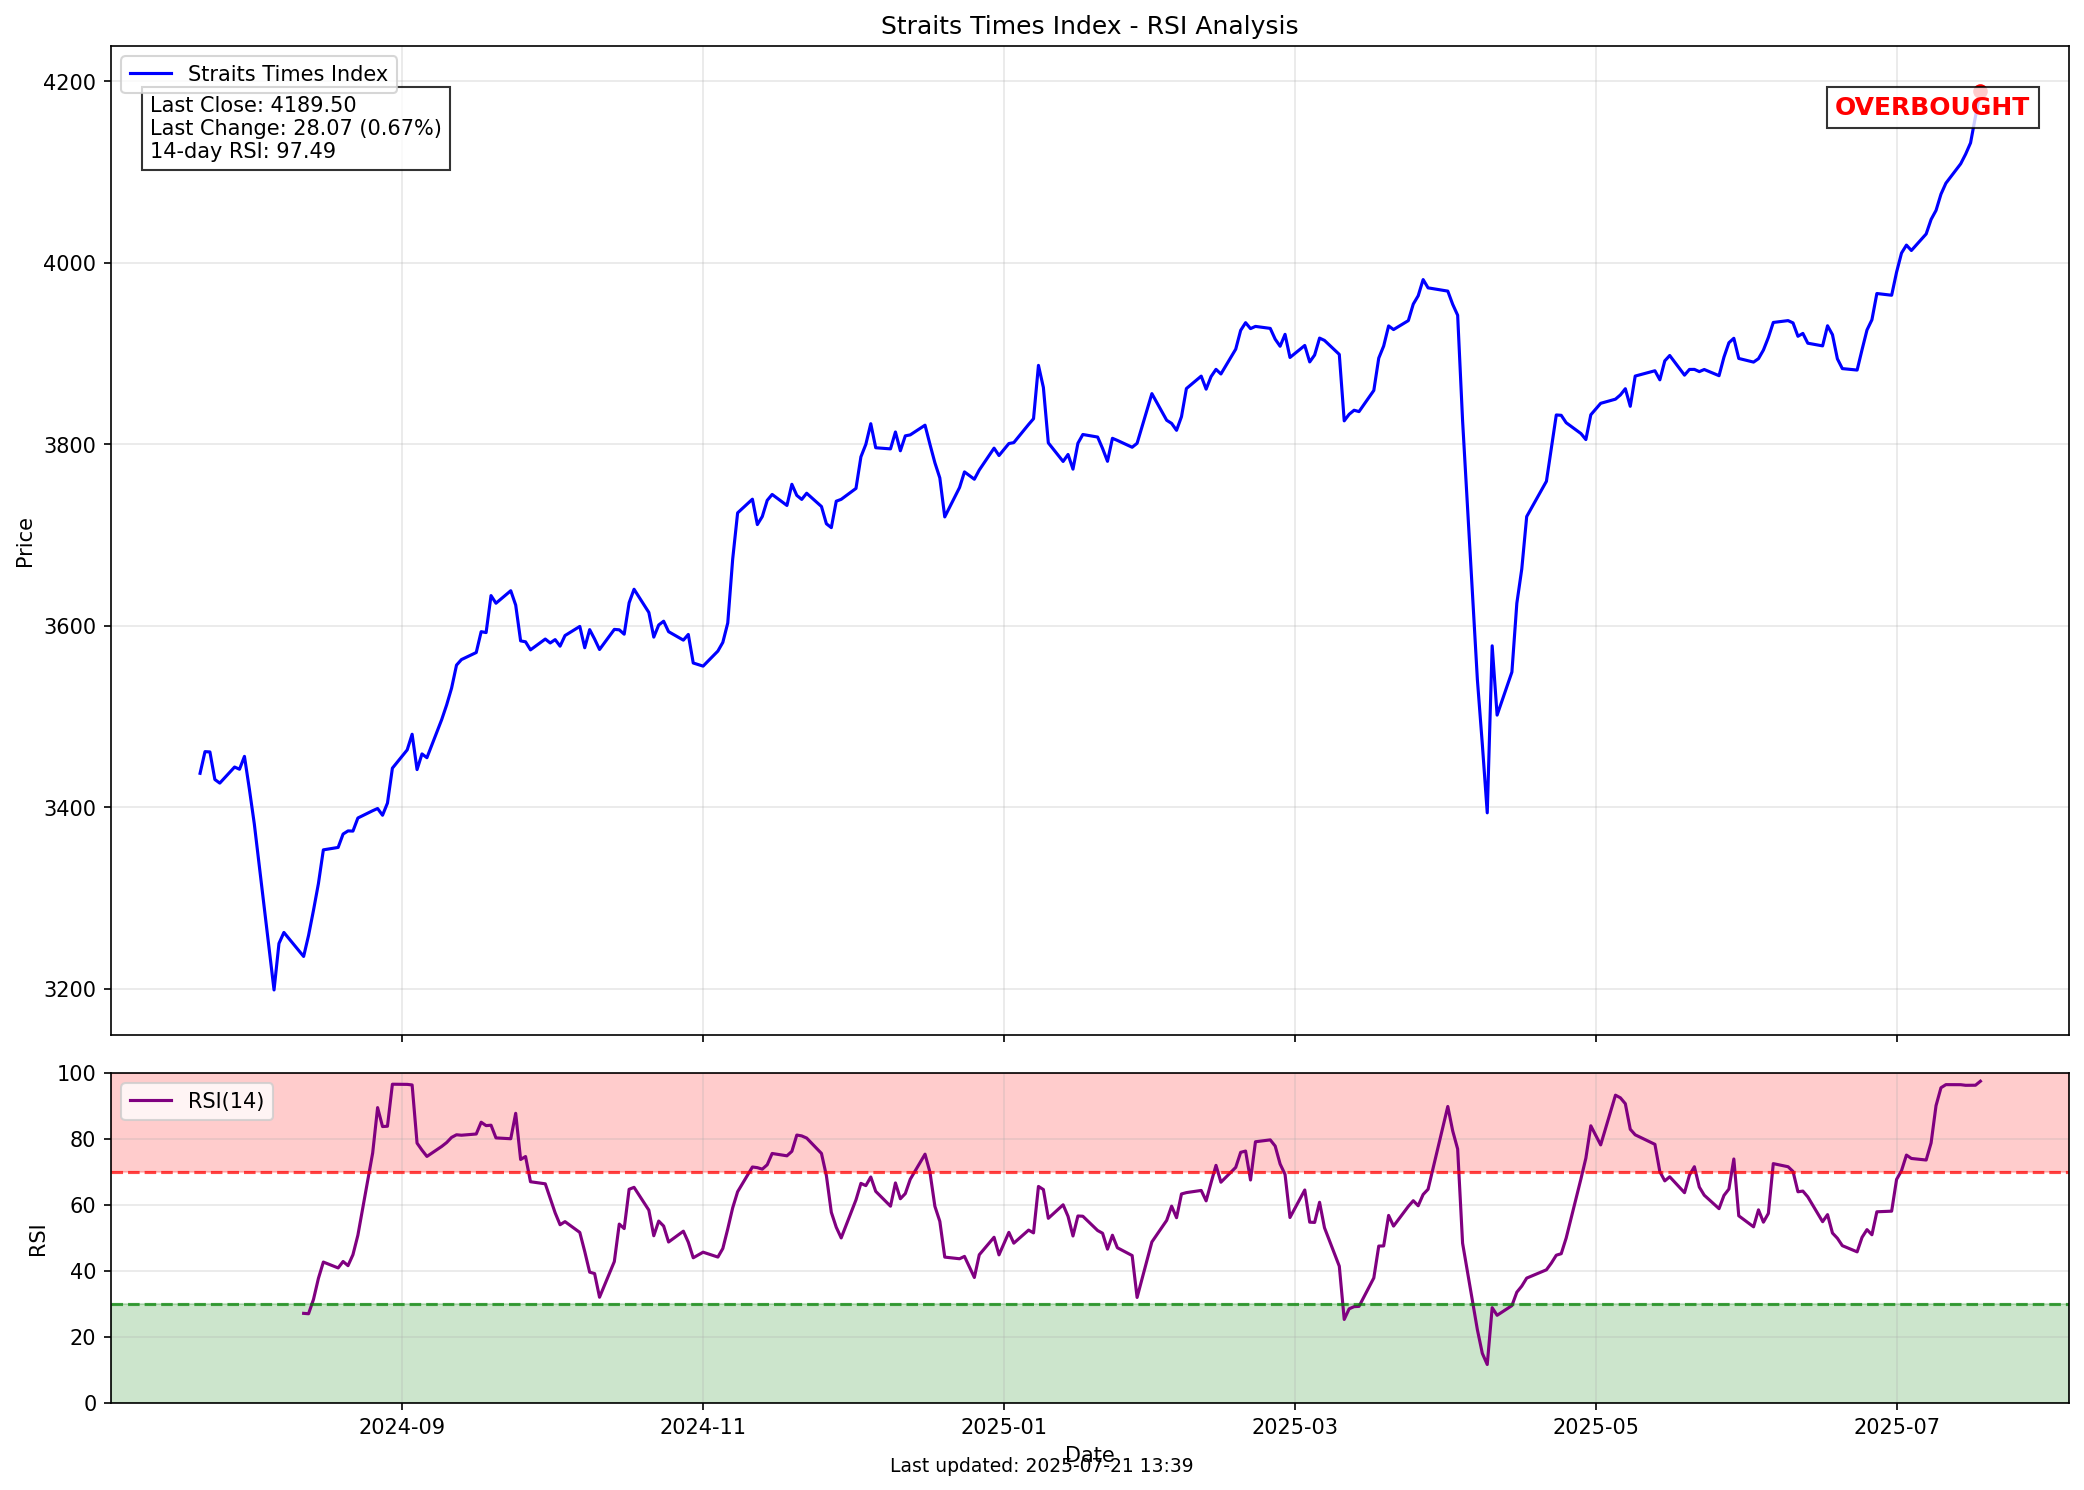 Straits Times Index - RSI Analysis
Straits Times Index
Last Close: 4189.50
Last Change: 28.07 (0.67%)
14-day RSI: 97.49
OVERBOUGHT
Price
4200
4000
3800
3600
3400
3200
RSI(14)
RSI
100
80
60
40
20
0
2024-09
2024-11
2025-01
2025-03
2025-05
2025-07
Date
Last updated: 2025-07-21 13:39